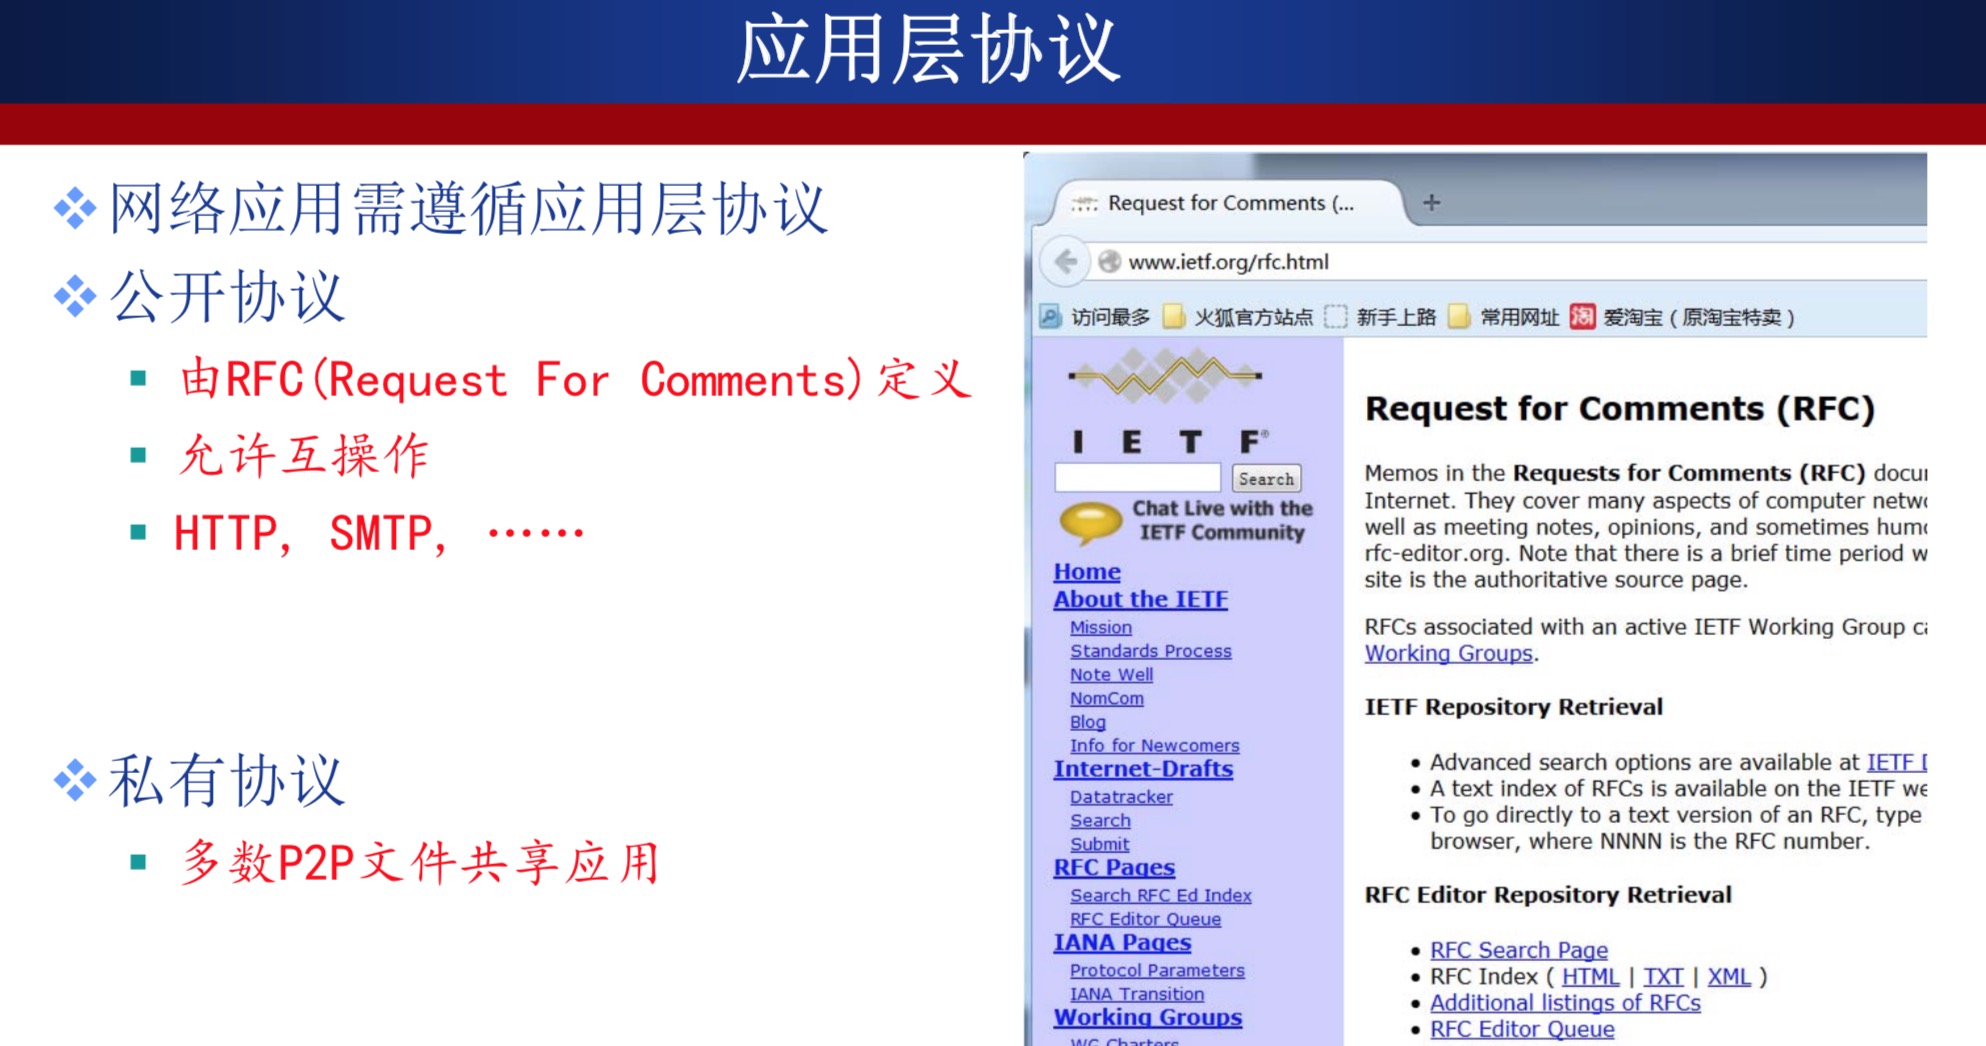 应用层协议
网络应用需遵循应用层协议
公开协议
由RFC(Request For Comments)定义
允许互操作
HTTP, SMTP, ……
私有协议
多数P2P文件共享应用
Request for Comments (...
www.ietf.org/rfc.html
访问最多 火狐官方站点 新手上路 常用网址 淘 爱淘宝(原淘宝特卖)
I E T F®
Search
Chat Live with the
IETF Community
Home
About the IETF
Mission
Standards Process
Note Well
NomCom
Blog
Info for Newcomers
Internet-Drafts
Datatracker
Search
Submit
RFC Pages
Search RFC Ed Index
RFC Editor Queue
IANA Pages
Protocol Parameters
IANA Transition
Working Groups
WG Charters
Request for Comments (RFC)
Memos in the Requests for Comments (RFC)
Internet. They cover many aspects of computer
well as meeting notes, opinions, and sometimes
rfc-editor.org. Note that there is a brief time period
site is the authoritative source page.
RFCs associated with an active IETF Working Group
Working Groups.
IETF Repository Retrieval
Advanced search options are available at IETF
A text index of RFCs is available on the IETF
To go directly to a text version of an RFC, type
browser, where NNNN is the RFC number.
RFC Editor Repository Retrieval
RFC Search Page
RFC Index ( HTML | TXT | XML )
Additional listings of RFCs
RFC Editor Queue